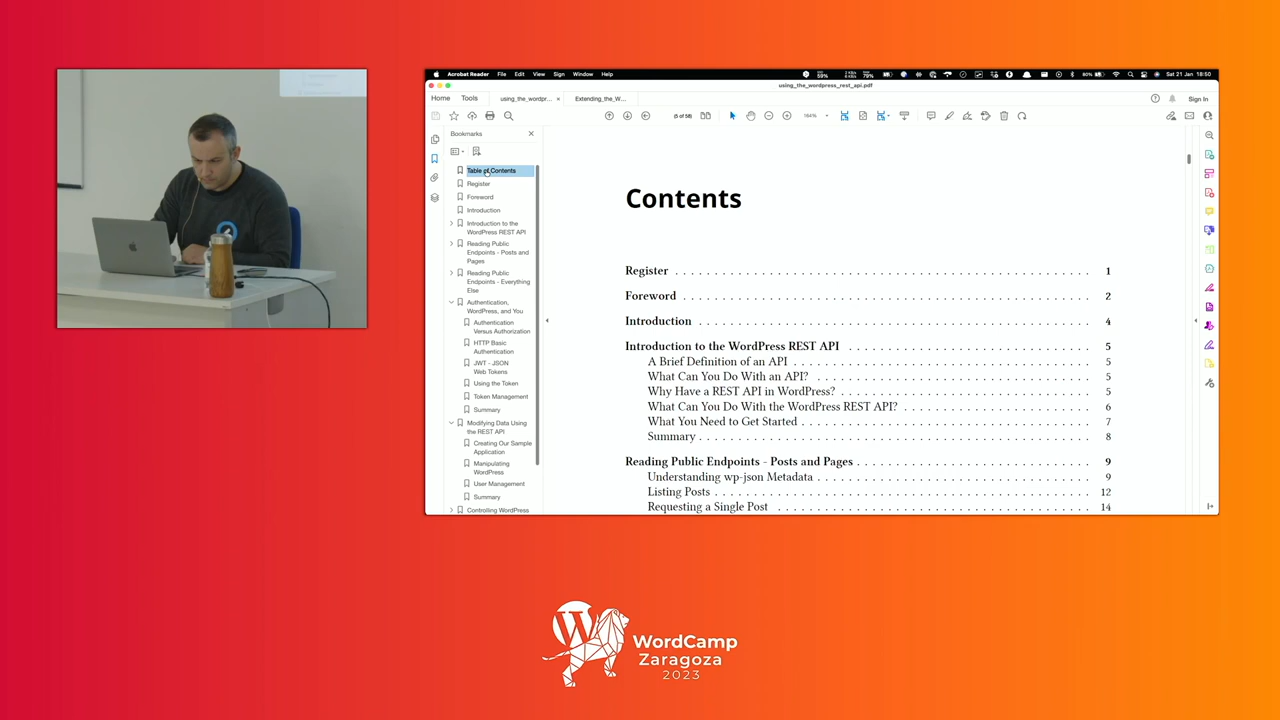 Acrobat Reader File Edit View Sign Window Help
59% 79% 60% Sat 21 Jan 18:50
using_the_wordpress_rest_api.pdf
Home Tools using_the_wordpr... × Extending_the_W... Sign In
(5 of 58) 164%
Bookmarks
Table of Contents
Register
Foreword
Introduction
Introduction to the
WordPress REST API
Reading Public
Endpoints - Posts and
Pages
Reading Public
Endpoints - Everything
Else
Authentication,
WordPress, and You
Authentication
Versus Authorization
HTTP Basic
Authentication
JWT - JSON
Web Tokens
Using the Token
Token Management
Summary
Modifying Data Using
the REST API
Creating Our Sample
Application
Manipulating
WordPress
User Management
Summary
Controlling WordPress
Contents
Register 1
Foreword 2
Introduction 4
Introduction to the WordPress REST API 5
A Brief Definition of an API 5
What Can You Do With an API? 5
Why Have a REST API in WordPress? 5
What Can You Do With the WordPress REST API? 6
What You Need to Get Started 7
Summary 8
Reading Public Endpoints - Posts and Pages 9
Understanding wp-json Metadata 9
Listing Posts 12
Requesting a Single Post 14
WordCamp
Zaragoza
2023